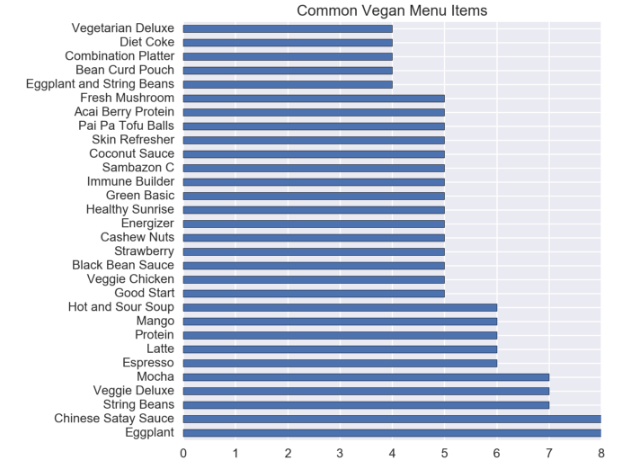 Common Vegan Menu Items
Vegetarian Deluxe
Diet Coke
Combination Platter
Bean Curd Pouch
Eggplant and String Beans
Fresh Mushroom
Acai Berry Protein
Pai Pa Tofu Balls
Skin Refresher
Coconut Sauce
Sambazon C
Immune Builder
Green Basic
Healthy Sunrise
Energizer
Cashew Nuts
Strawberry
Black Bean Sauce
Veggie Chicken
Good Start
Hot and Sour Soup
Mango
Protein
Latte
Espresso
Mocha
Veggie Deluxe
String Beans
Chinese Satay Sauce
Eggplant
0 1 2 3 4 5 6 7 8